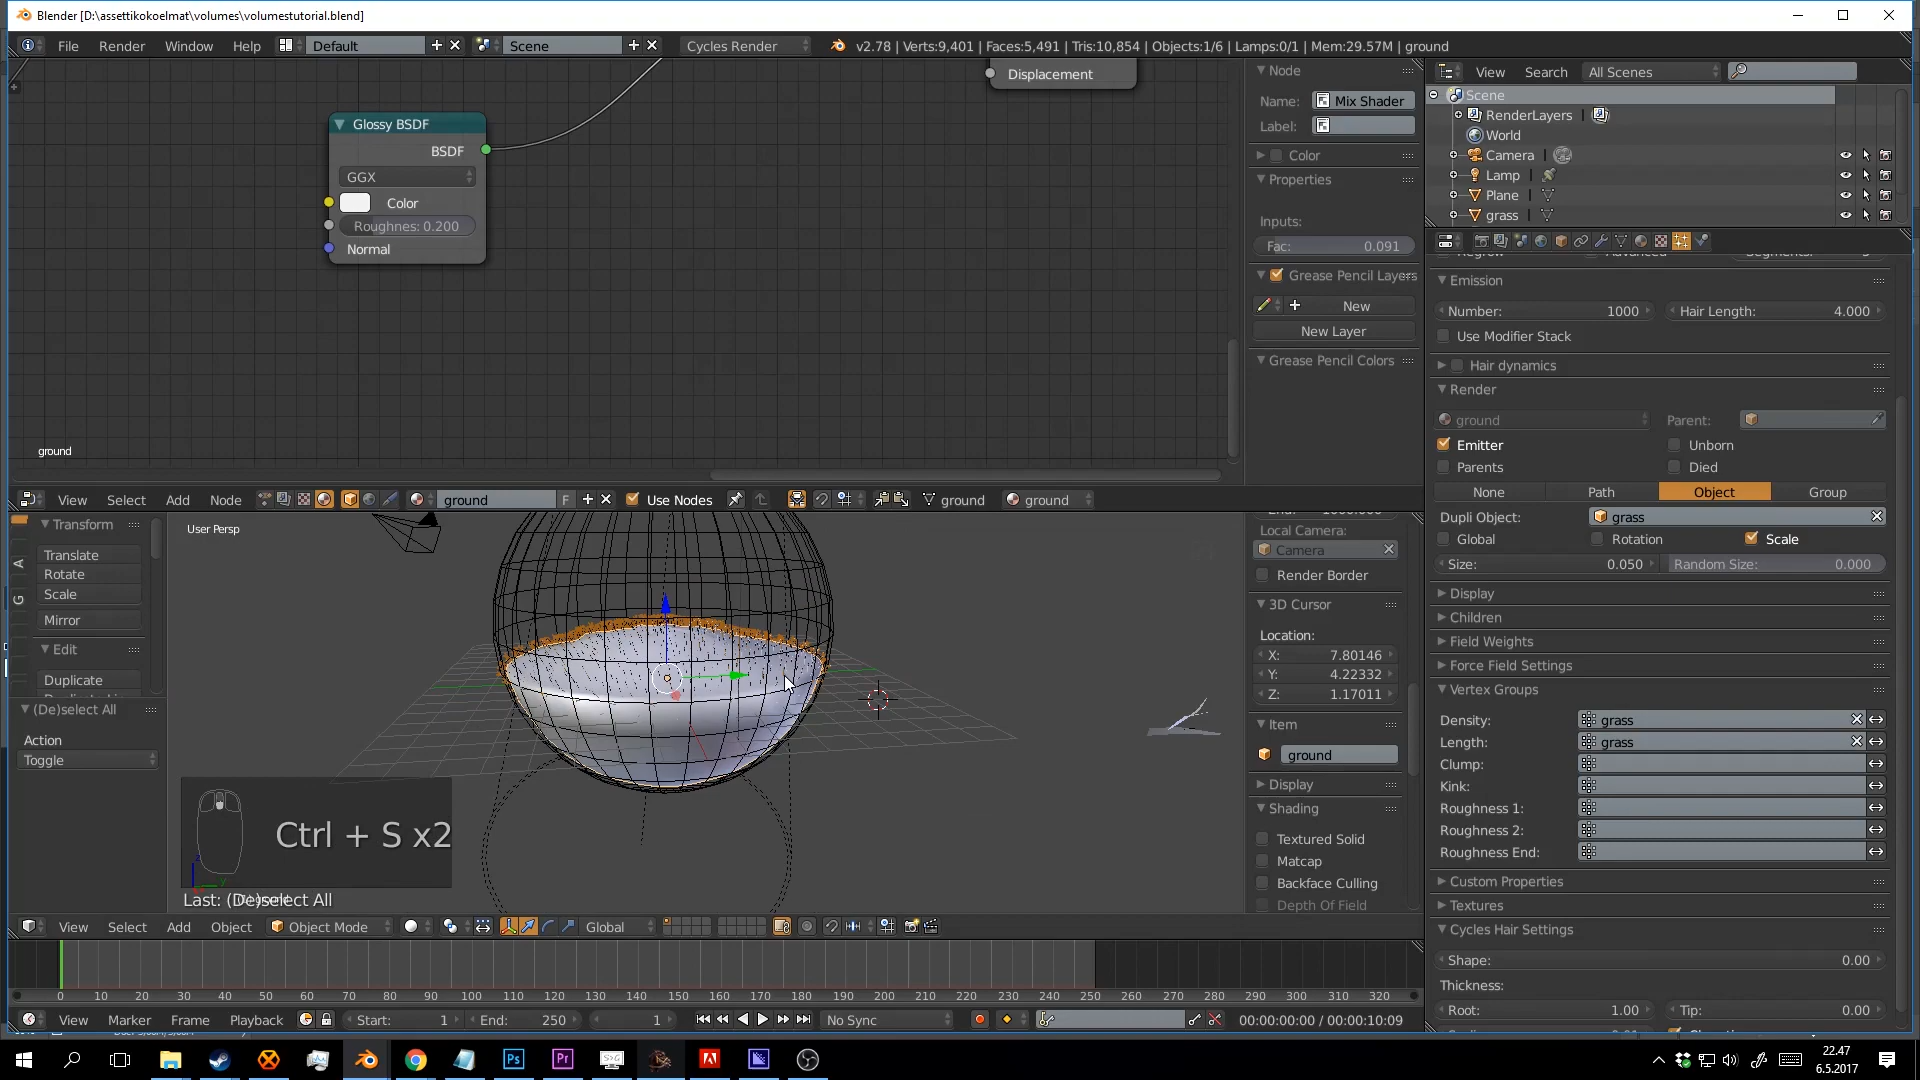 Blender [D:\assettikokoelmat\volumes\volumestutorial.blend]
File Render Window Help Default Scene Cycles Render v2.78 | Verts:9,401 | Faces:5,491 | Tris:10,854 | Objects:1/6 | Lamps:0/1 | Mem:29.57M | ground
Displacement
Glossy BSDF
BSDF
GGX
Color
Roughnes: 0.200
Normal
ground
Node
Name: Mix Shader
Label:
Color
Properties
Inputs:
Fac: 0.091
Grease Pencil Layers
New
New Layer
Grease Pencil Colors
View Search All Scenes
Scene
RenderLayers |
World
Camera |
Lamp |
Plane |
grass |
Emission
Number: 1000 Hair Length: 4.000
Use Modifier Stack
Hair dynamics
Render
ground Parent:
Emitter Unborn
Parents Died
None Path Object Group
Dupli Object: grass
Global Rotation Scale
Size: 0.050 Random Size: 0.000
Display
Children
Field Weights
Force Field Settings
Vertex Groups
Density: grass
Length: grass
Clump:
Kink:
Roughness 1:
Roughness 2:
Roughness End:
Custom Properties
Textures
Cycles Hair Settings
Shape: 0.00
Thickness:
Root: 1.00 Tip: 0.00
View Select Add Node ground F Use Nodes ground ground
Transform
Translate
Rotate
Scale
Mirror
Edit
Duplicate
(De)select All
Action
Toggle
A
G
User Persp
Ctrl + S x2
Last: (De)select All
Local Camera:
Camera
Render Border
3D Cursor
Location:
X: 7.80146
Y: 4.22332
Z: 1.17011
Item
ground
Display
Shading
Textured Solid
Matcap
Backface Culling
Depth Of Field
View Select Add Object Object Mode Global
0 10 20 30 40 50 60 70 80 90 100 110 120 130 140 150 160 170 180 190 200 210 220 230 240 250 260 270 280 290 300 310 320
View Marker Frame Playback Start: 1 End: 250 1 No Sync 00:00:00:00 / 00:00:10:09
22.47
6.5.2017